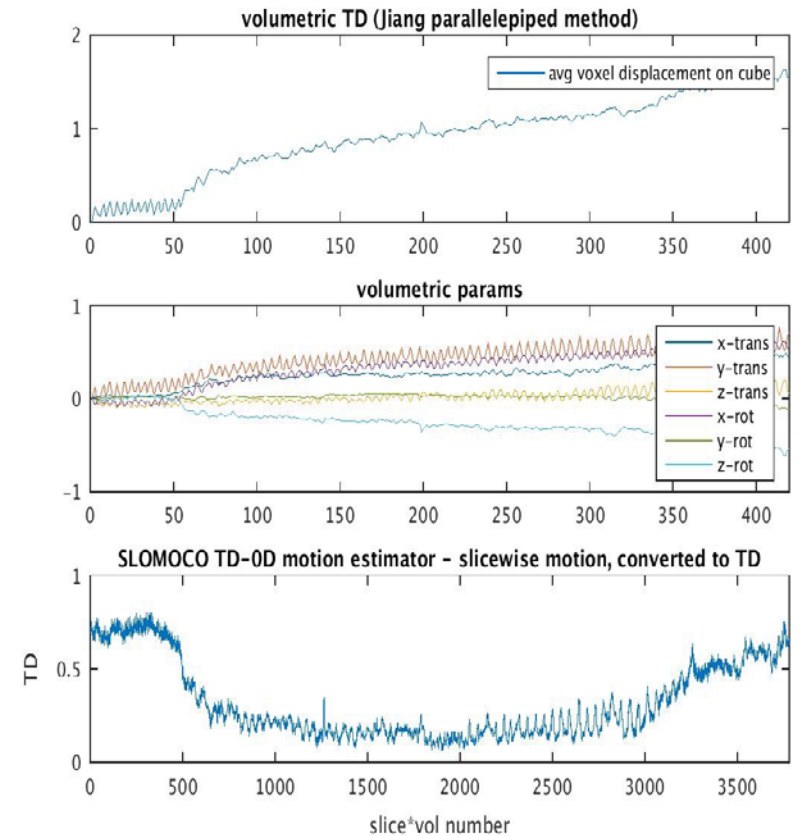 volumetric TD (Jiang parallelepiped method)
2
avg voxel displacement on cube
1
0
0 50 100 150 200 250 300 350 400
volumetric params
1
x-trans
y-trans
z-trans
0
x-rot
y-rot
z-rot
-1
0 50 100 150 200 250 300 350 400
SLOMOCO TD-0D motion estimator - slicewise motion, converted to TD
1
TD
0.5
0
0 500 1000 1500 2000 2500 3000 3500
slice*vol number